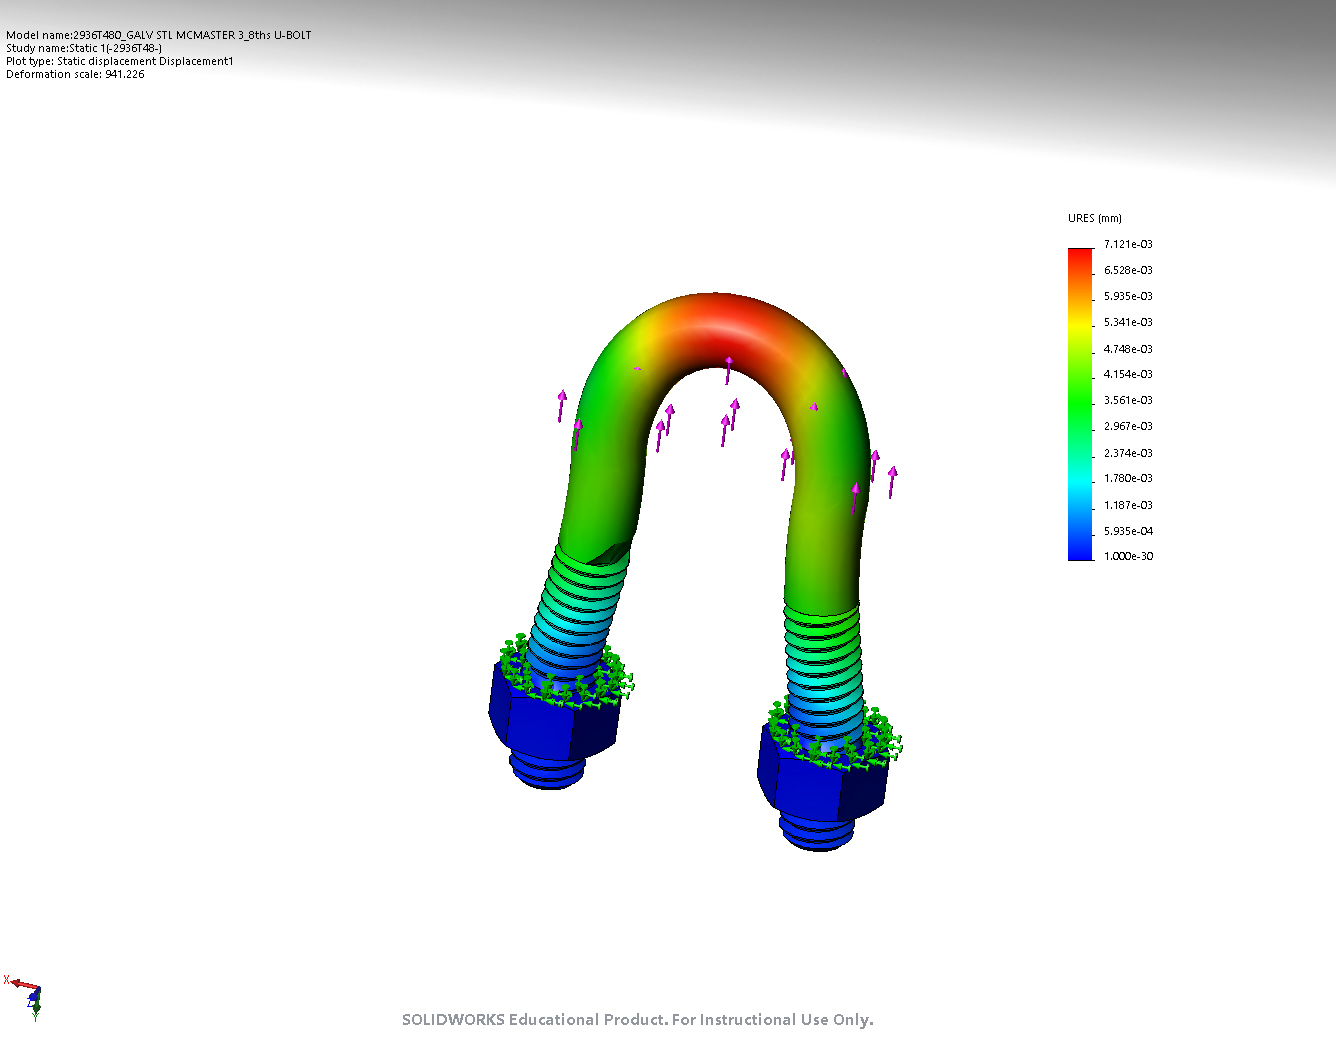 Model name:2936T480_GALV STL MCMASTER 3_8ths U-BOLT
Study name:Static 1(-2936T48-)
Plot type: Static displacement Displacement1
Deformation scale: 941.226
URES (mm)
7.121e-03
6.528e-03
5.935e-03
5.341e-03
4.748e-03
4.154e-03
3.561e-03
2.967e-03
2.374e-03
1.780e-03
1.187e-03
5.935e-04
1.000e-30
X
Y
SOLIDWORKS Educational Product. For Instructional Use Only.